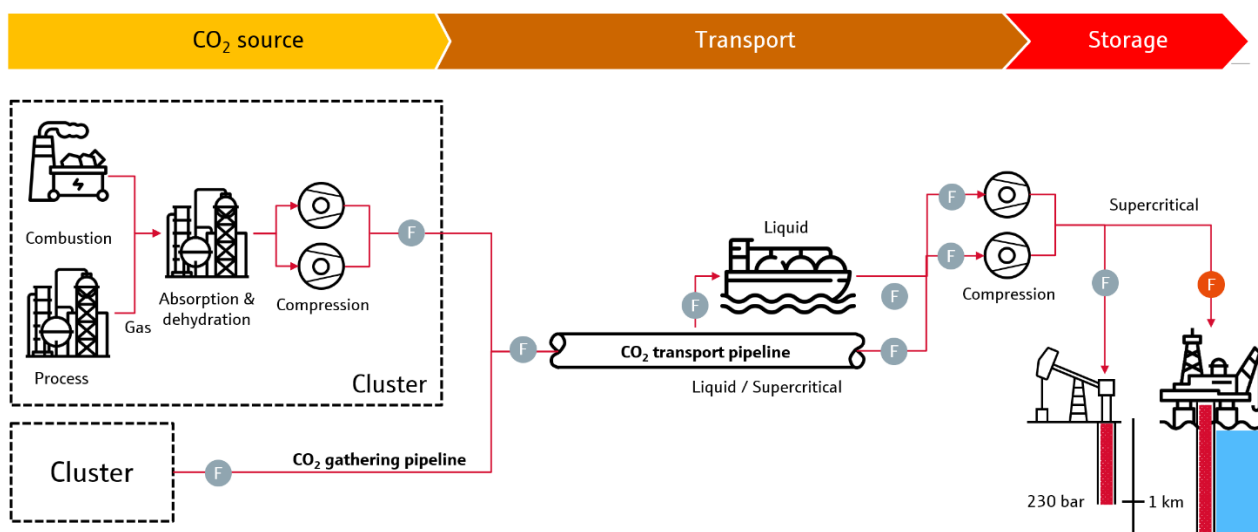 CO₂ source
Transport
Storage
Combustion
Process
Gas
Absorption &
dehydration
Compression
F
Cluster
Cluster
F
CO₂ gathering pipeline
F
CO₂ transport pipeline
Liquid / Supercritical
F
Liquid
F
F
F
F
Compression
Supercritical
F
F
230 bar
1 km